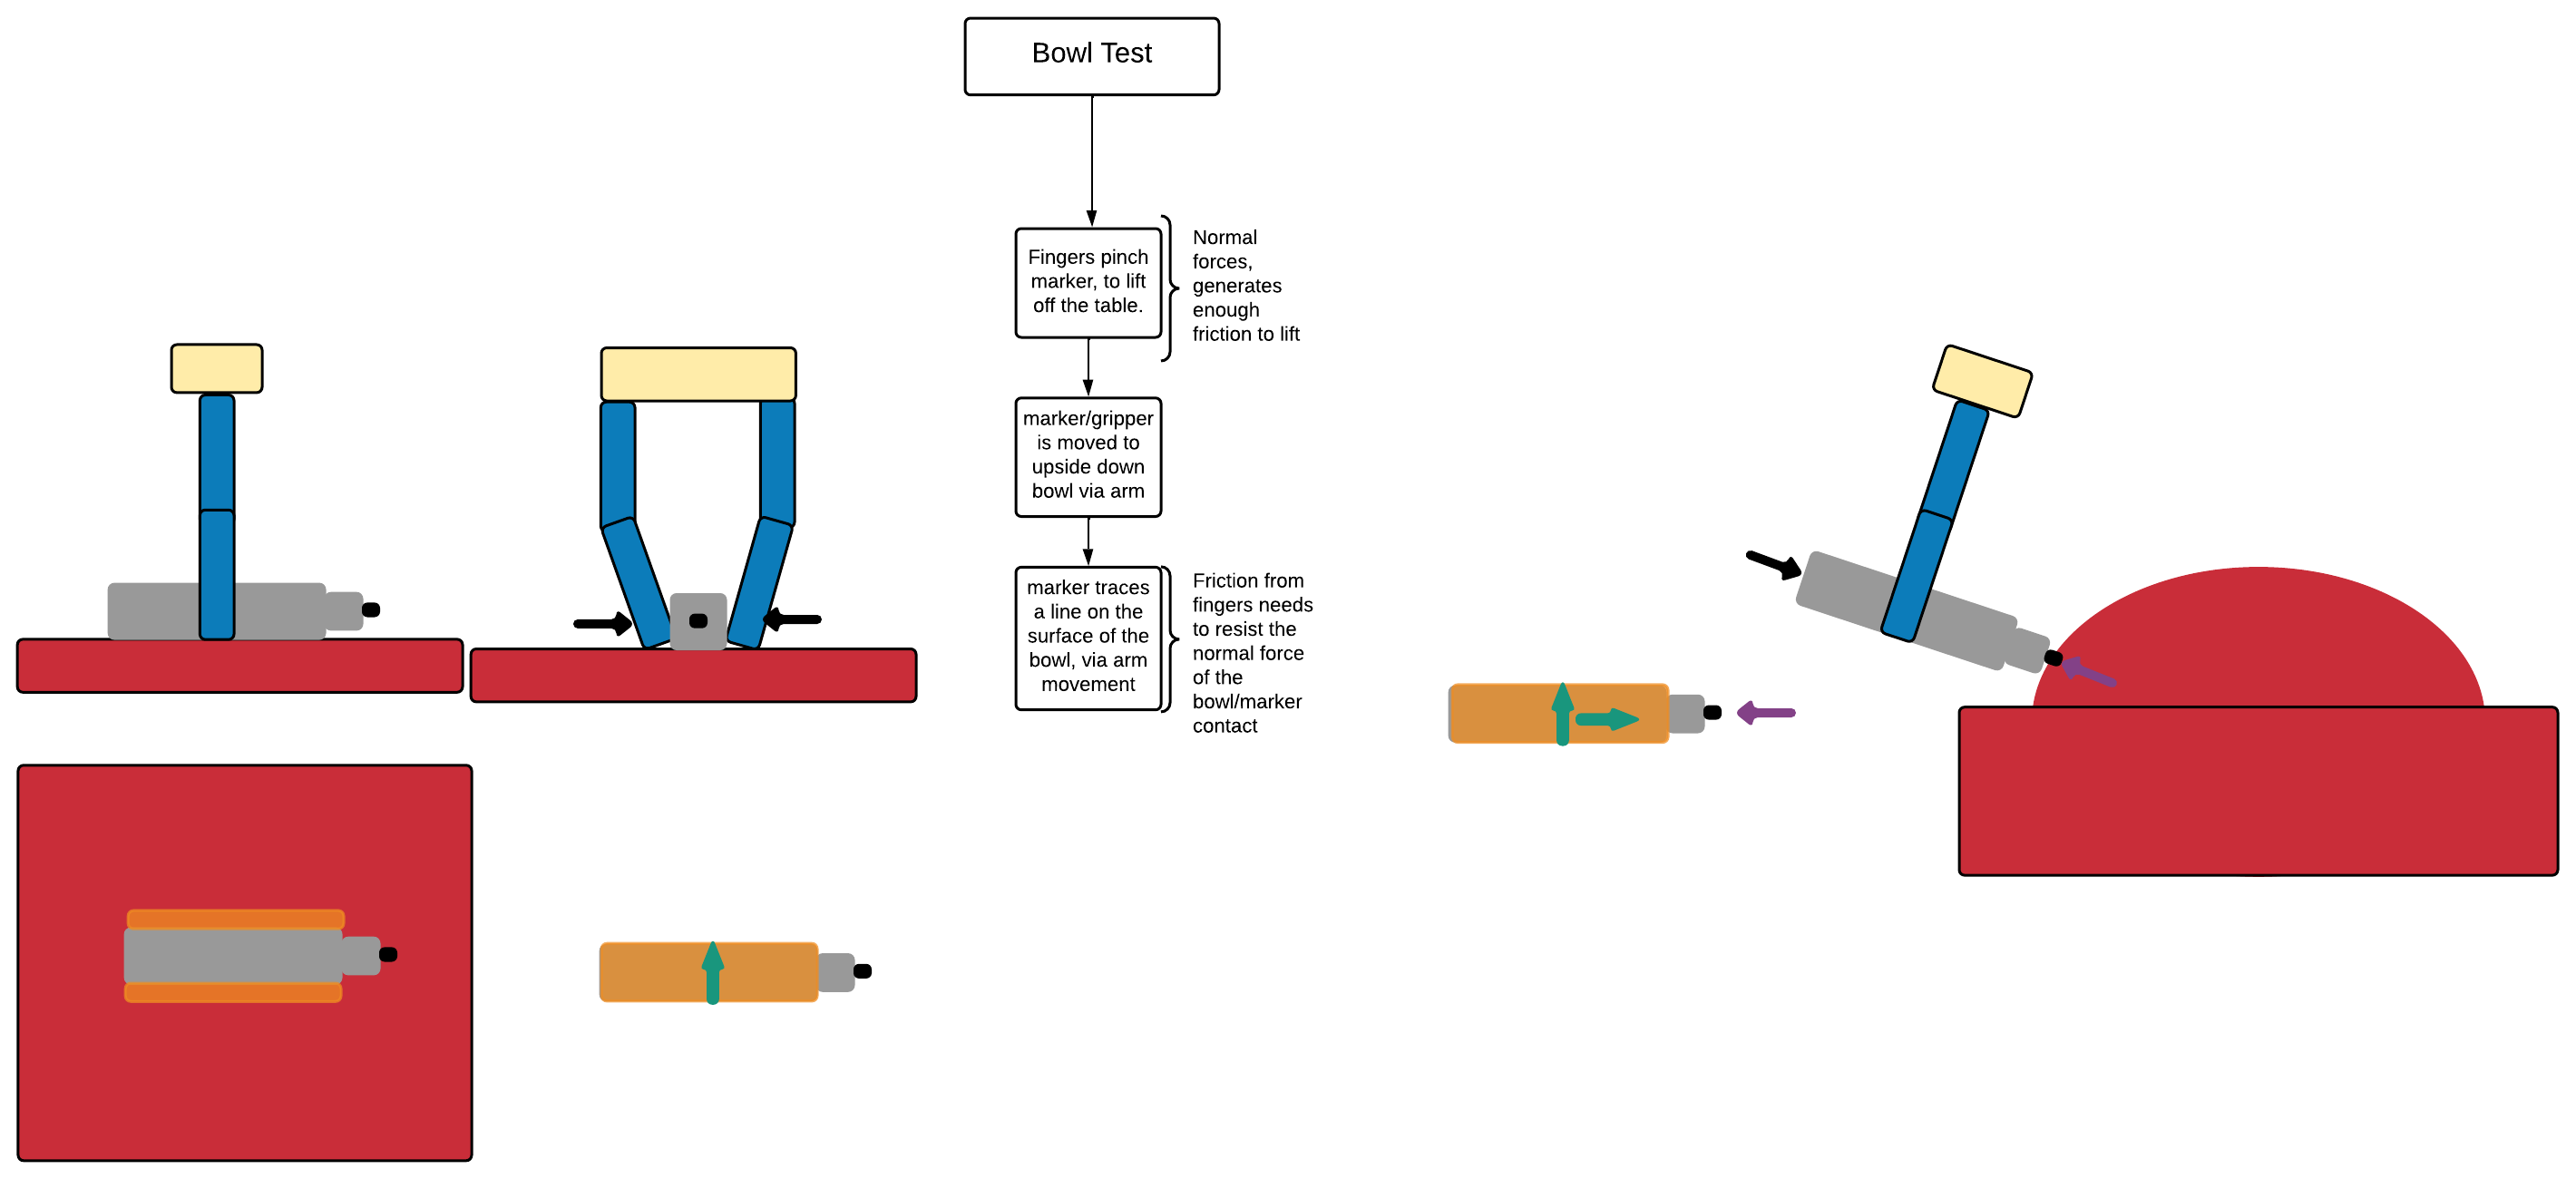 Bowl Test
Fingers pinch
marker, to lift
off the table.
Normal
forces,
generates
enough
friction to lift
marker/gripper
is moved to
upside down
bowl via arm
marker traces
a line on the
surface of the
bowl, via arm
movement
Friction from
fingers needs
to resist the
normal force
of the
bowl/marker
contact